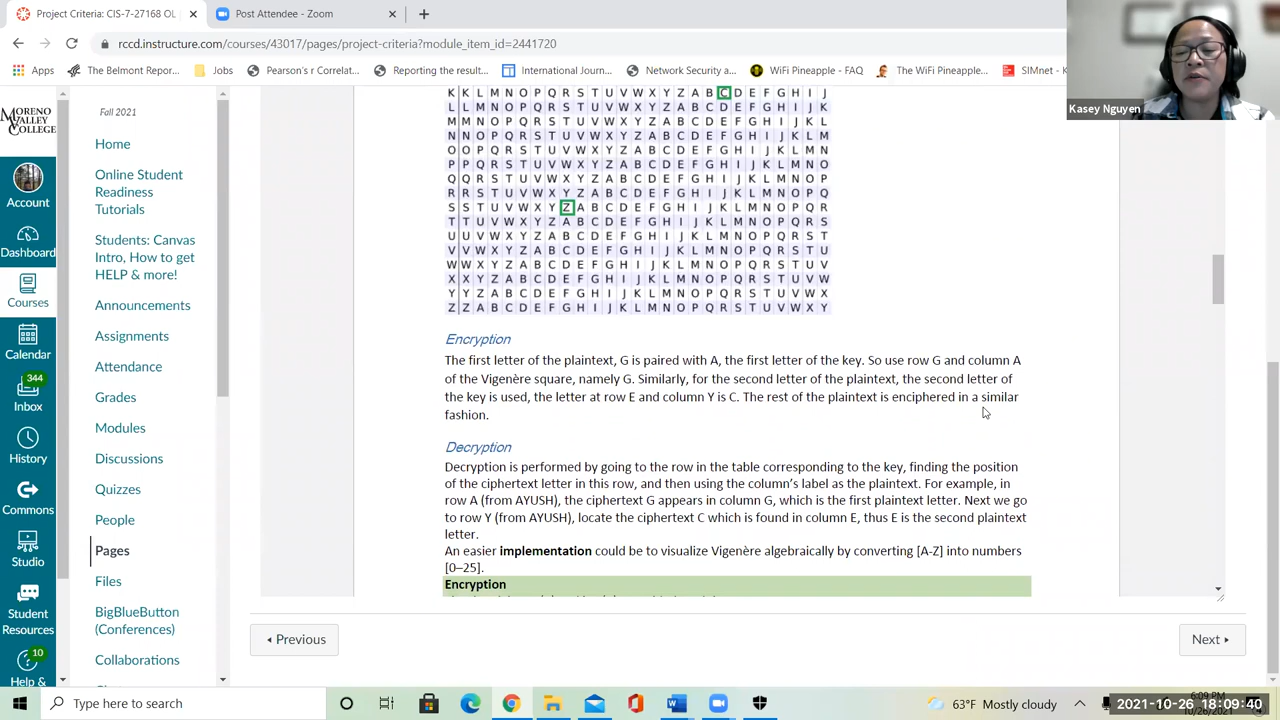 Project Criteria: CIS-7-27168 OL
Post Attendee - Zoom
rccd.instructure.com/courses/43017/pages/project-criteria?module_item_id=2441720
Apps
The Belmont Repor...
Jobs
Pearson's r Correlat...
Reporting the result...
International Journ...
Network Security a...
WiFi Pineapple - FAQ
The WiFi Pineapple...
SIMnet - K
Kasey Nguyen
MORENO VALLEY COLLEGE
Account
Dashboard
Courses
Calendar
344
Inbox
History
Commons
Studio
Student Resources
10
Help &
Fall 2021
Home
Online Student
Readiness
Tutorials
Students: Canvas
Intro, How to get
HELP & more!
Announcements
Assignments
Attendance
Grades
Modules
Discussions
Quizzes
People
Pages
Files
BigBlueButton
(Conferences)
Collaborations
K K L M N O P Q R S T U V W X Y Z A B C D E F G H I J
L L M N O P Q R S T U V W X Y Z A B C D E F G H I J K
M M N O P Q R S T U V W X Y Z A B C D E F G H I J K L
N N O P Q R S T U V W X Y Z A B C D E F G H I J K L M
O O P Q R S T U V W X Y Z A B C D E F G H I J K L M N
P P Q R S T U V W X Y Z A B C D E F G H I J K L M N O
Q Q R S T U V W X Y Z A B C D E F G H I J K L M N O P
R R S T U V W X Y Z A B C D E F G H I J K L M N O P Q
S S T U V W X Y Z A B C D E F G H I J K L M N O P Q R
T T U V W X Y Z A B C D E F G H I J K L M N O P Q R S
U U V W X Y Z A B C D E F G H I J K L M N O P Q R S T
V V W X Y Z A B C D E F G H I J K L M N O P Q R S T U
W W X Y Z A B C D E F G H I J K L M N O P Q R S T U V
X X Y Z A B C D E F G H I J K L M N O P Q R S T U V W
Y Y Z A B C D E F G H I J K L M N O P Q R S T U V W X
Z Z A B C D E F G H I J K L M N O P Q R S T U V W X Y
Encryption
The first letter of the plaintext, G is paired with A, the first letter of the key. So use row G and column A
of the Vigenère square, namely G. Similarly, for the second letter of the plaintext, the second letter of
the key is used, the letter at row E and column Y is C. The rest of the plaintext is enciphered in a similar
fashion.
Decryption
Decryption is performed by going to the row in the table corresponding to the key, finding the position
of the ciphertext letter in this row, and then using the column's label as the plaintext. For example, in
row A (from AYUSH), the ciphertext G appears in column G, which is the first plaintext letter. Next we go
to row Y (from AYUSH), locate the ciphertext C which is found in column E, thus E is the second plaintext
letter.
An easier implementation could be to visualize Vigenère algebraically by converting [A-Z] into numbers
[0–25].
Encryption
Previous
Next
Type here to search
63°F Mostly cloudy
6:09 PM
2021-10-26 18:09:40